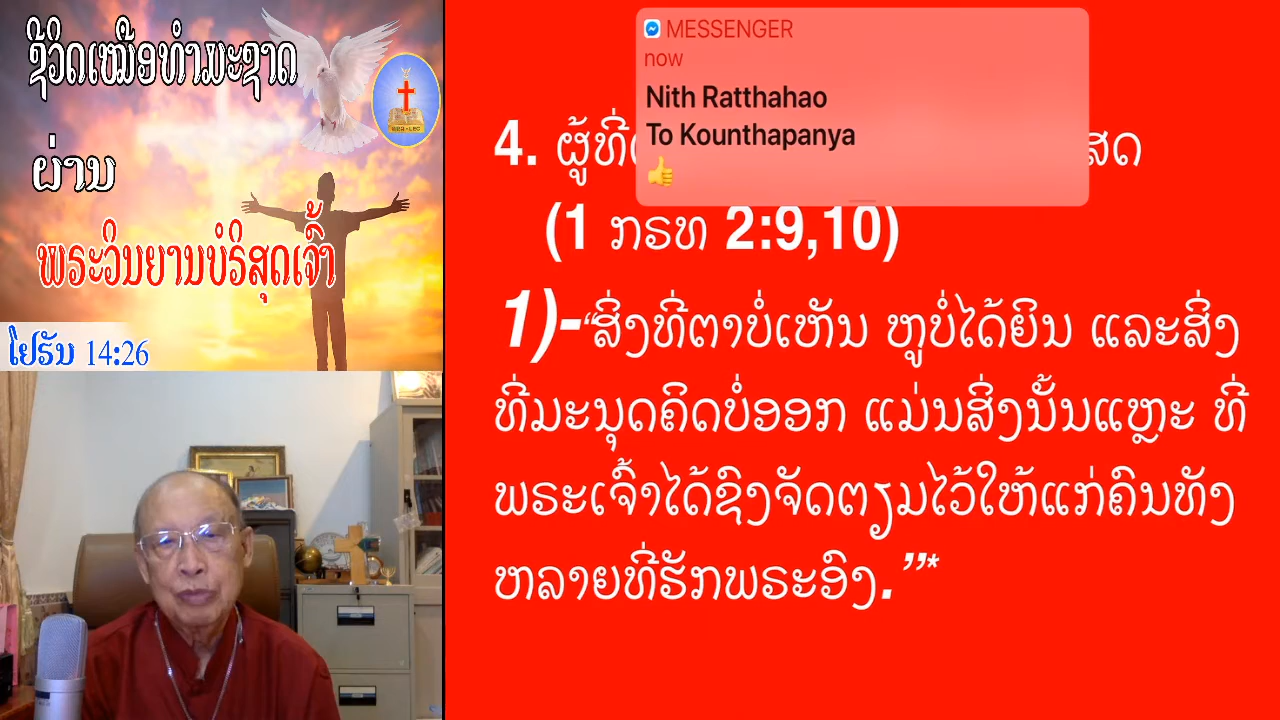 ຊີວິດເໜືອທຳມະຊາດ
ຜ່ານ
ພຣະວິນຍານບໍຣິສຸດເຈົ້າ
ໂຢຮັນ 14:26
MESSENGER
now
Nith Ratthahao
To Kounthapanya
👍
4. ຜູ້ທີ່
(1 ກຣທ 2:9,10)
1)-“ສິ່ງທີ່ຕາບໍ່ເຫັນ ຫູບໍ່ໄດ້ຍິນ ແລະສິ່ງ
ທີ່ມະນຸດຄິດບໍ່ອອກ ແມ່ນສິ່ງນັ້ນແຫຼະ ທີ່
ພຣະເຈົ້າໄດ້ຊົງຈັດຕຽມໄວ້ໃຫ້ແກ່ຄົນທັງ
ຫລາຍທີ່ຮັກພຣະອົງ.”*